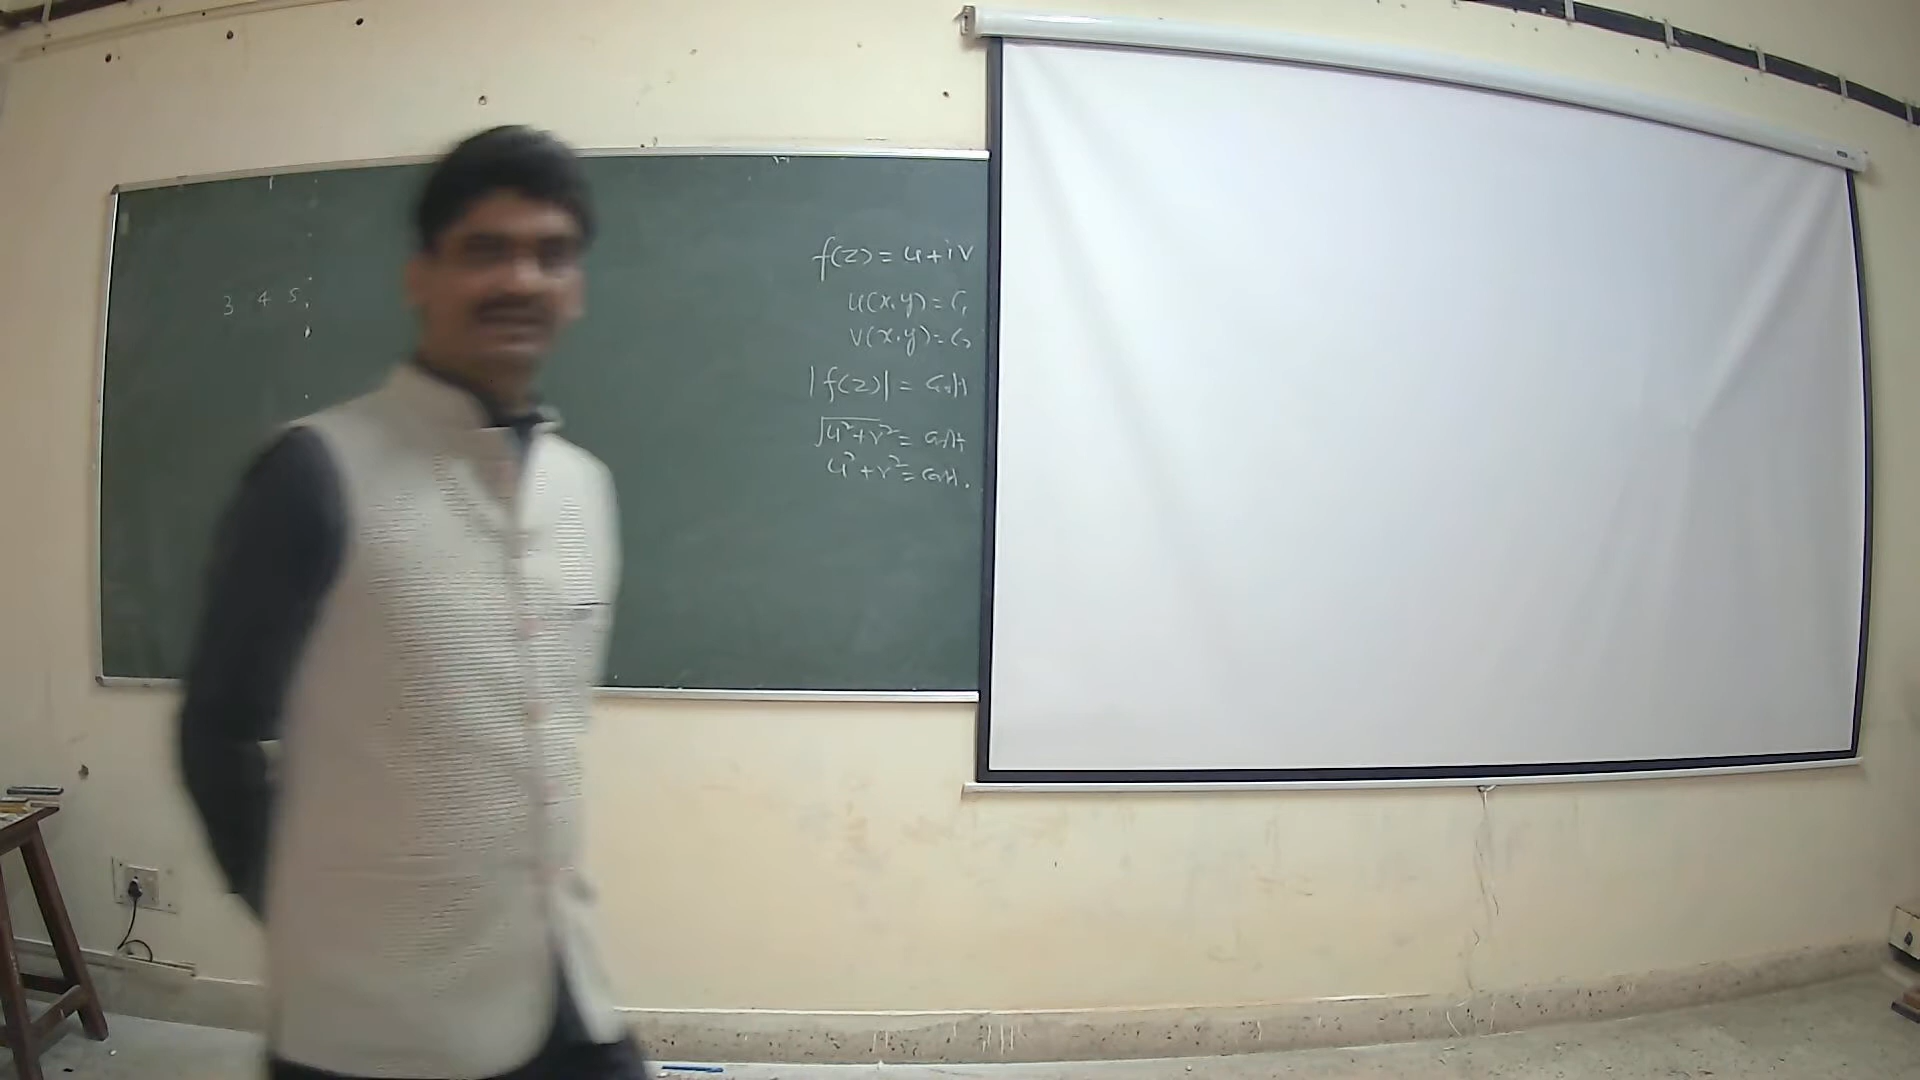 3 4 5
f(z) = u+iv
u(x,y) = C₁
v(x,y) = C₂
|f(z)| = const
√u²+v² = const
u²+v² = const.